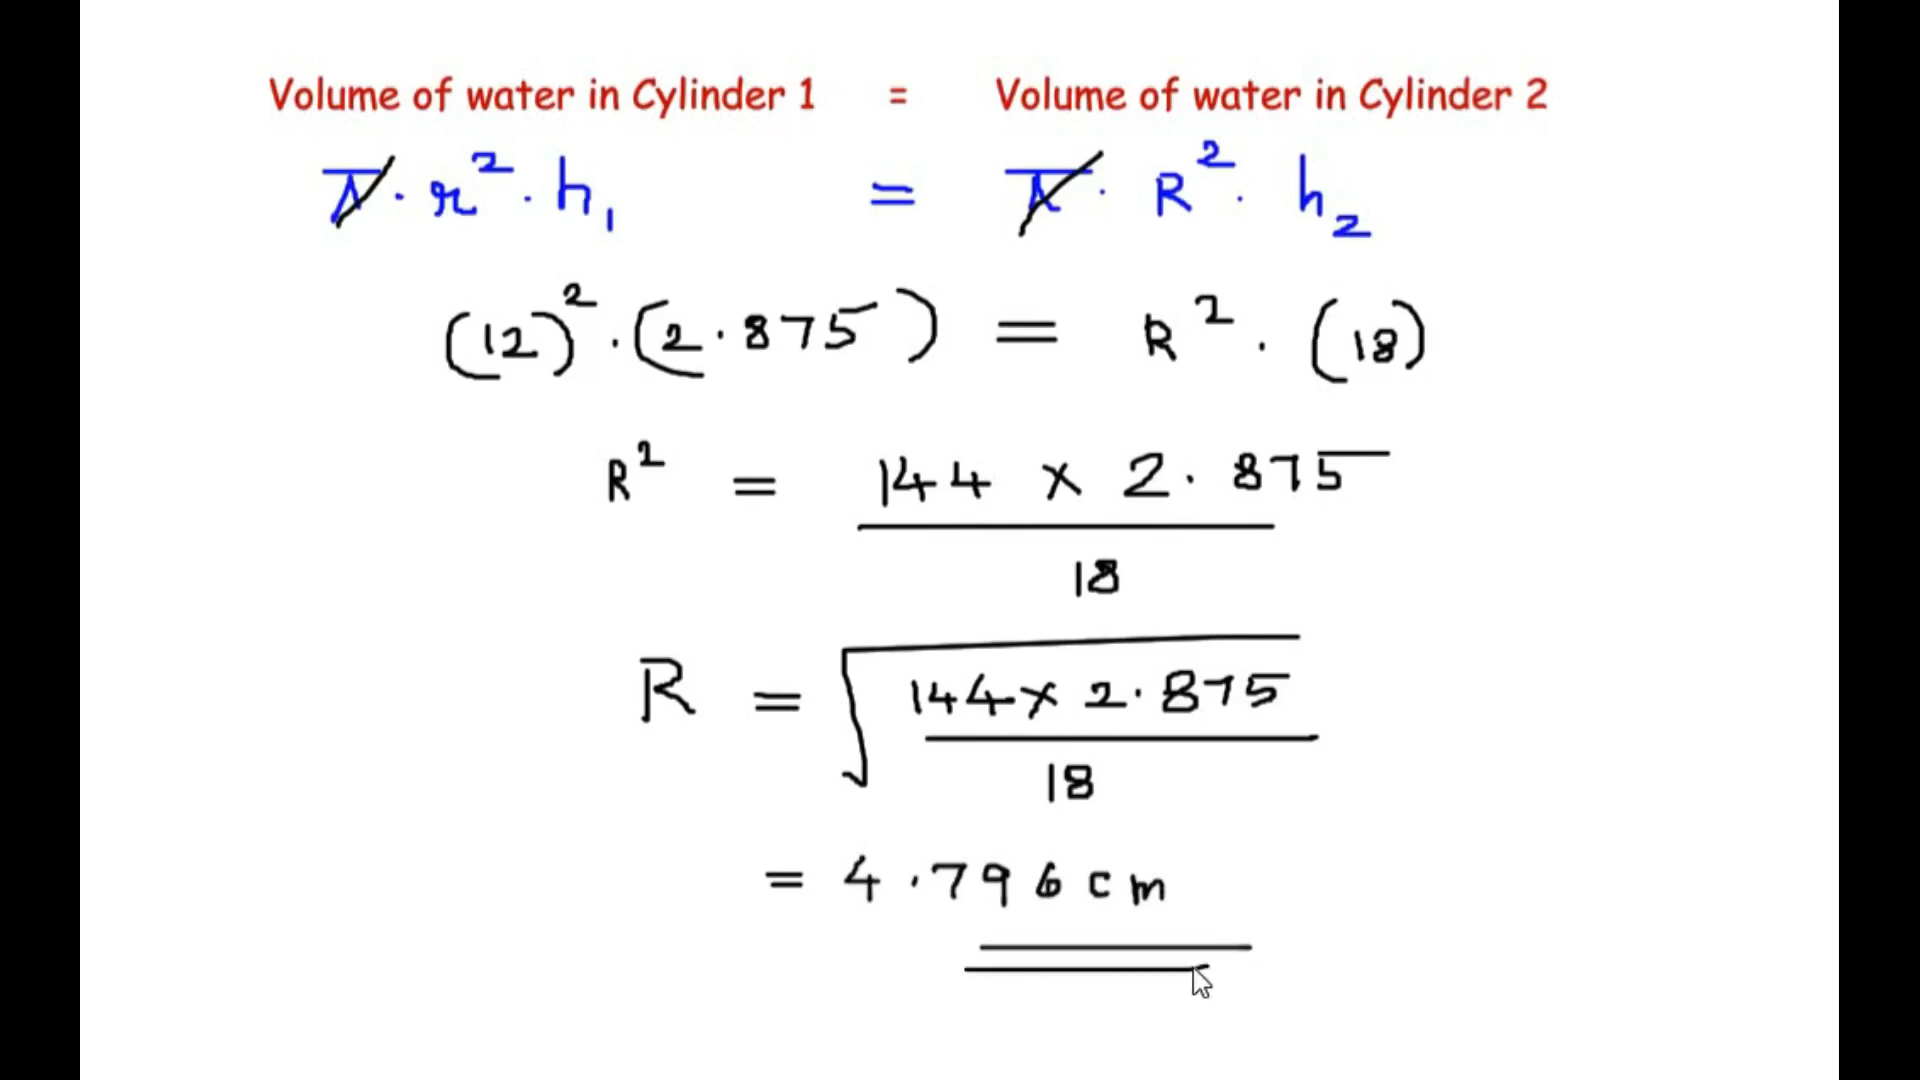 Volume of water in Cylinder 1 = Volume of water in Cylinder 2
π · r² · h₁ = π · R² · h₂
(12)² · (2.875) = R² · (18)
R² = 144 × 2.875 / 18
R = √(144 × 2.875 / 18)
= 4.796 cm